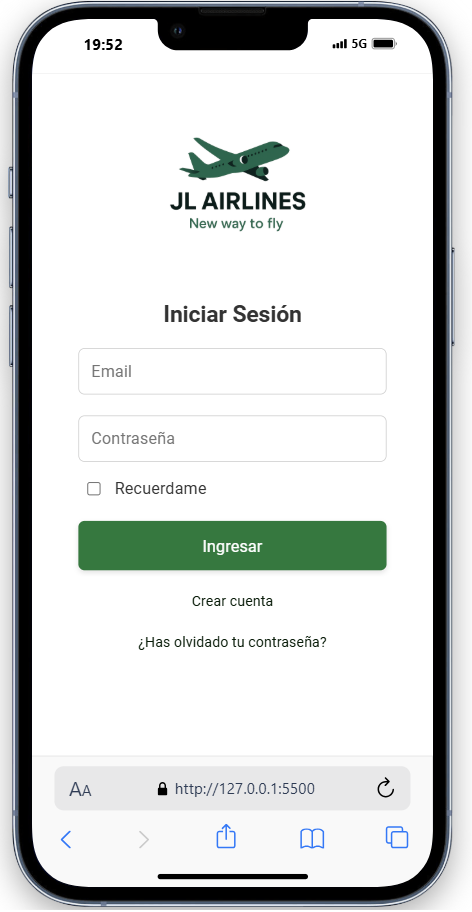 19:52
5G
JL AIRLINES
New way to fly
Iniciar Sesión
Email
Contraseña
Recuerdame
Ingresar
Crear cuenta
¿Has olvidado tu contraseña?
AA
http://127.0.0.1:5500